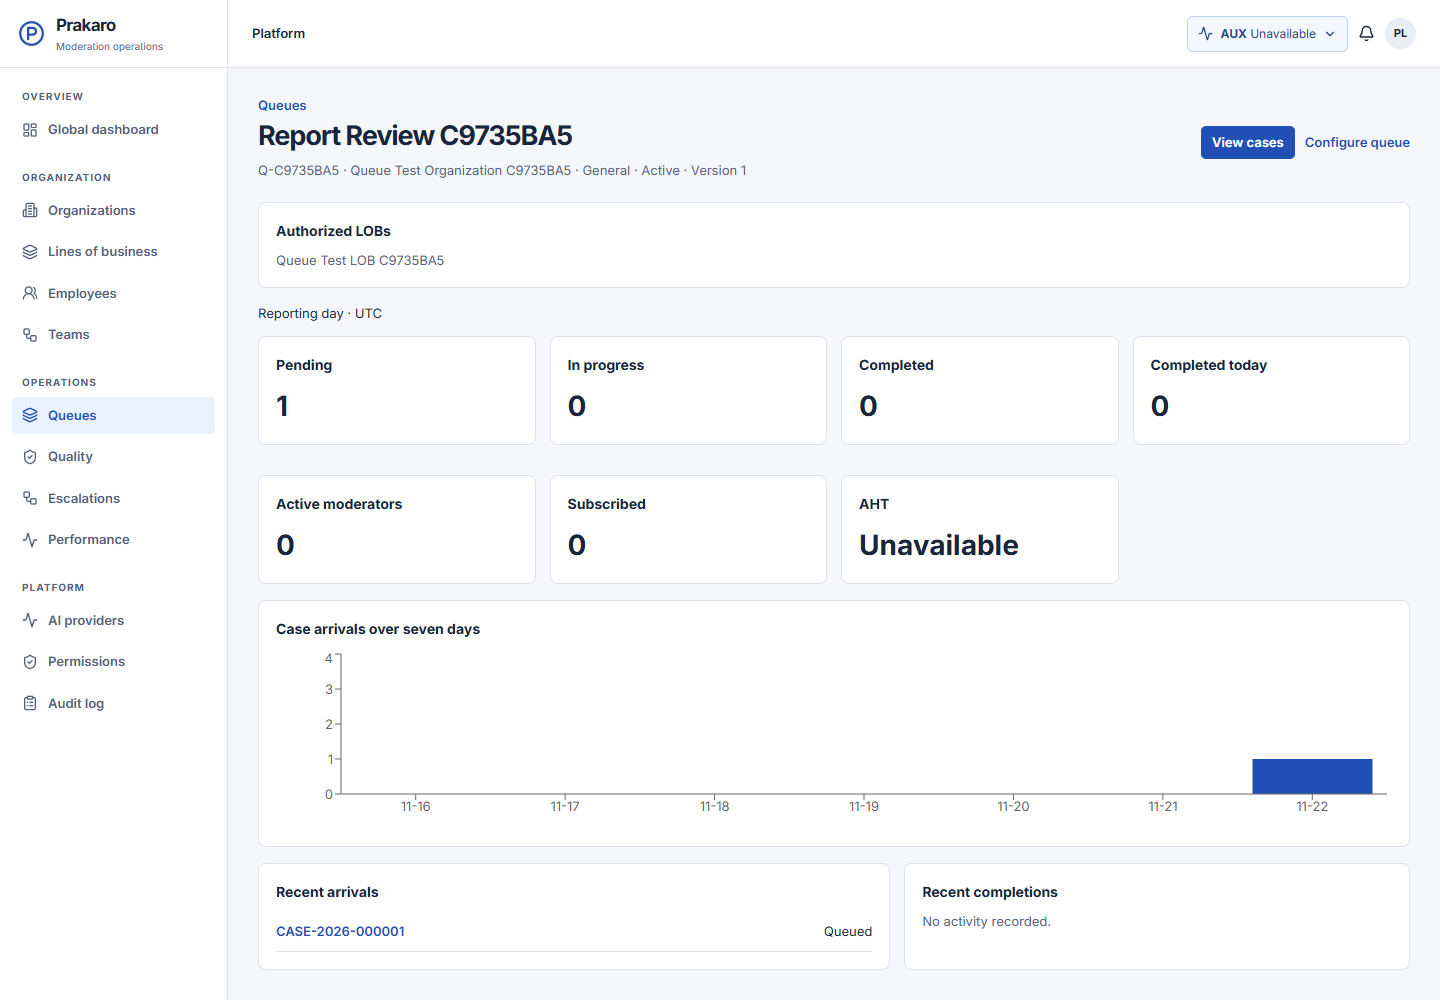 Prakaro
Moderation operations
Platform
AUX Unavailable
PL
OVERVIEW
Global dashboard
ORGANIZATION
Organizations
Lines of business
Employees
Teams
OPERATIONS
Queues
Quality
Escalations
Performance
PLATFORM
AI providers
Permissions
Audit log
Queues
Report Review C9735BA5
Q-C9735BA5 · Queue Test Organization C9735BA5 · General · Active · Version 1
View cases
Configure queue
Authorized LOBs
Queue Test LOB C9735BA5
Reporting day · UTC
Pending
1
In progress
0
Completed
0
Completed today
0
Active moderators
0
Subscribed
0
AHT
Unavailable
Case arrivals over seven days
4
3
2
1
0
11-16 11-17 11-18 11-19 11-20 11-21 11-22
Recent arrivals
CASE-2026-000001 Queued
Recent completions
No activity recorded.